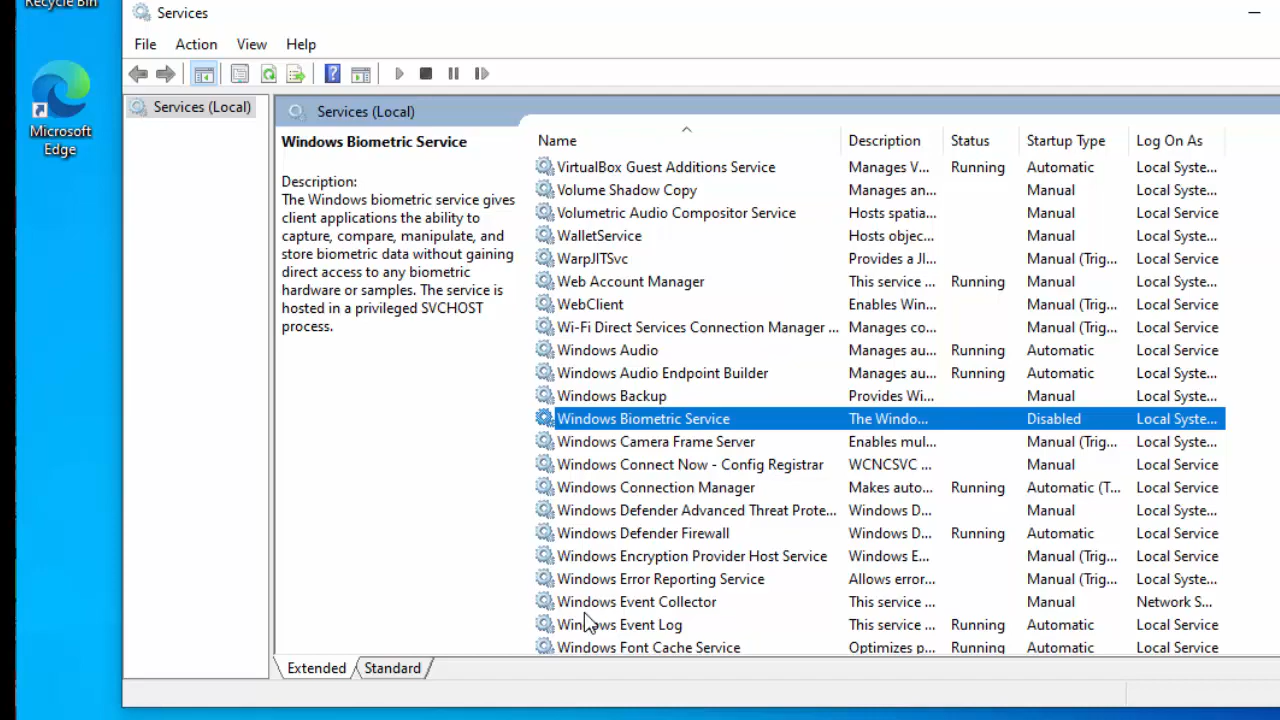 Recycle Bin
Microsoft
Edge
Services
File Action View Help
Services (Local)
Services (Local)
Windows Biometric Service
Description:
The Windows biometric service gives
client applications the ability to
capture, compare, manipulate, and
store biometric data without gaining
direct access to any biometric
hardware or samples. The service is
hosted in a privileged SVCHOST
process.
Name Description Status Startup Type Log On As
VirtualBox Guest Additions Service Manages V... Running Automatic Local Syste...
Volume Shadow Copy Manages an... Manual Local Syste...
Volumetric Audio Compositor Service Hosts spatia... Manual Local Service
WalletService Hosts objec... Manual Local Syste...
WarpJITSvc Provides a JI... Manual (Trig... Local Service
Web Account Manager This service ... Running Manual Local Syste...
WebClient Enables Win... Manual (Trig... Local Service
Wi-Fi Direct Services Connection Manager ... Manages co... Manual (Trig... Local Service
Windows Audio Manages au... Running Automatic Local Service
Windows Audio Endpoint Builder Manages au... Running Automatic Local Syste...
Windows Backup Provides Wi... Manual Local Syste...
Windows Biometric Service The Windo... Disabled Local Syste...
Windows Camera Frame Server Enables mul... Manual (Trig... Local Service
Windows Connect Now - Config Registrar WCNCSVC ... Manual Local Service
Windows Connection Manager Makes auto... Running Automatic (T... Local Service
Windows Defender Advanced Threat Prote... Windows D... Manual Local Syste...
Windows Defender Firewall Windows D... Running Automatic Local Service
Windows Encryption Provider Host Service Windows E... Manual (Trig... Local Service
Windows Error Reporting Service Allows error... Manual (Trig... Local Syste...
Windows Event Collector This service ... Manual Network S...
Windows Event Log This service ... Running Automatic Local Service
Windows Font Cache Service Optimizes p... Running Automatic Local Service
Extended Standard